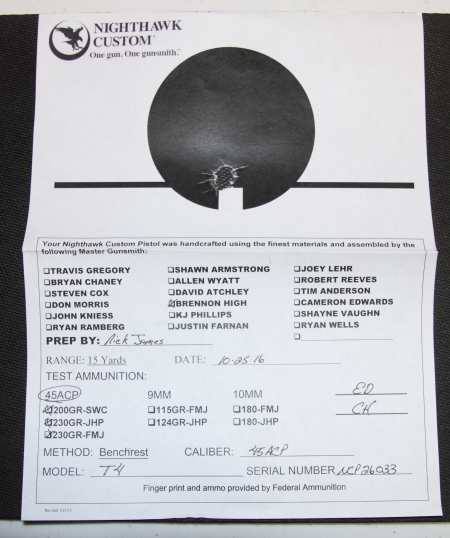 NIGHTHAWK
CUSTOM
One gun. One gunsmith.
Your Nighthawk Custom Pistol was handcrafted using the finest materials and assembled by the
following Master Gunsmith:
TRAVIS GREGORY SHAWN ARMSTRONG JOEY LEHR
BRYAN CHANEY ALLEN WYATT ROBERT REEVES
STEVEN COX DAVID ATCHLEY TIM ANDERSON
DON MORRIS BRENNON HIGH CAMERON EDWARDS
JOHN KNIESS KJ PHILLIPS SHAYNE VAUGHN
RYAN RAMBERG JUSTIN FARNAN RYAN WELLS
PREP BY: Nick James
RANGE: 15 Yards DATE: 10-25-16
TEST AMMUNITION:
45ACP 9MM 10MM ED
200GR-SWC 115GR-FMJ 180-FMJ CH
230GR-JHP 124GR-JHP 180-JHP
230GR-FMJ
METHOD: Benchrest CALIBER: 45ACP
MODEL: T4 SERIAL NUMBER NCP26033
Finger print and ammo provided by Federal Ammunition